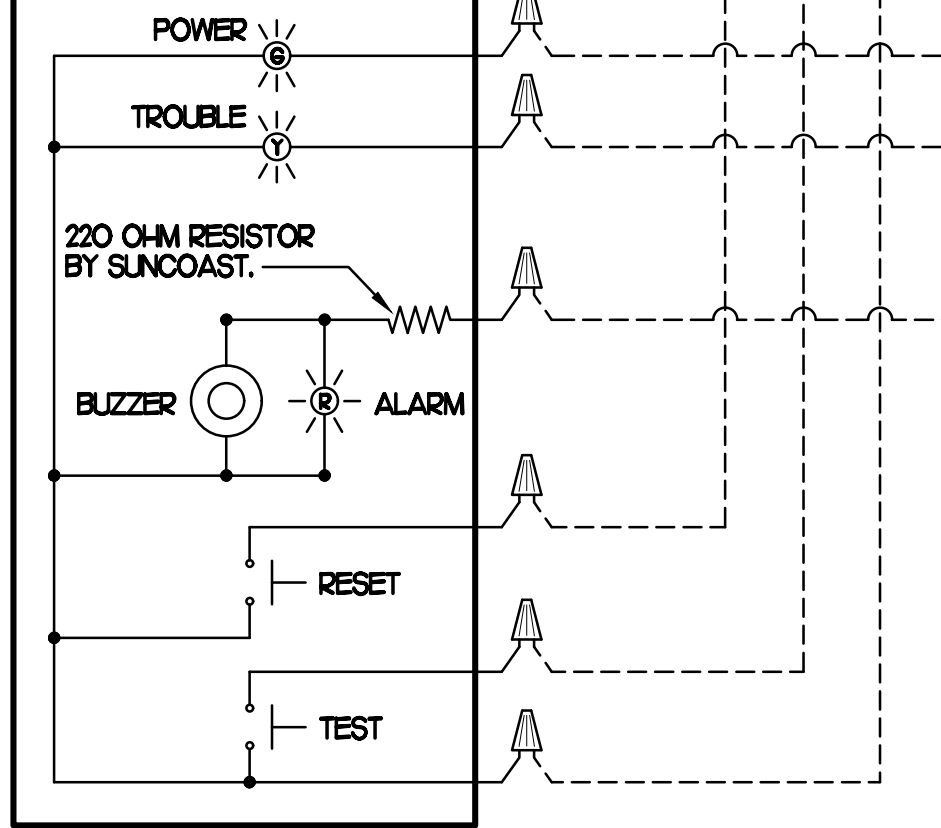 POWER
G
TROUBLE
Y
220 OHM RESISTOR
BY SUNCOAST.
BUZZER
R
ALARM
RESET
TEST